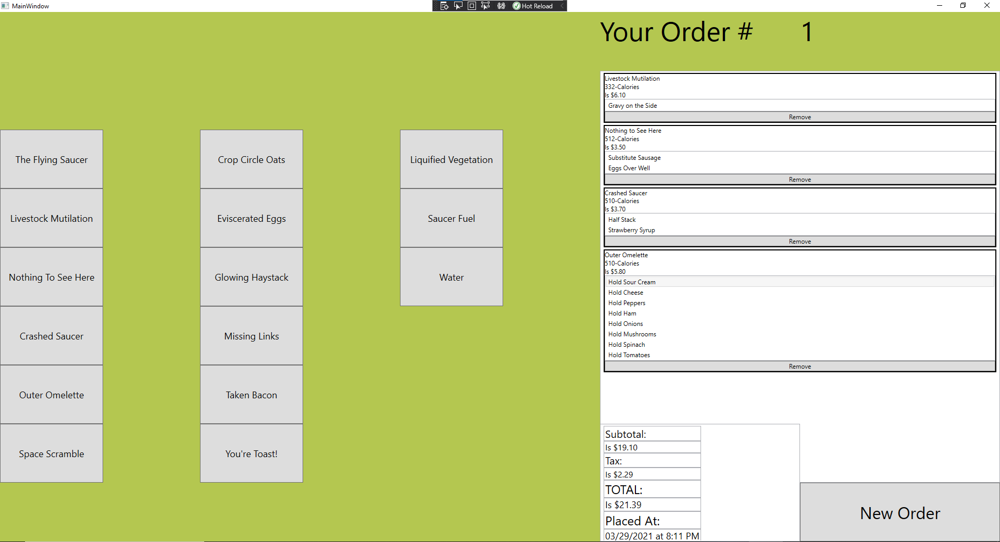 MainWindow
Hot Reload
Your Order # 1
The Flying Saucer
Livestock Mutilation
Nothing To See Here
Crashed Saucer
Outer Omelette
Space Scramble
Crop Circle Oats
Eviscerated Eggs
Glowing Haystack
Missing Links
Taken Bacon
You're Toast!
Liquified Vegetation
Saucer Fuel
Water
Livestock Mutilation
332-Calories
Is $6.10
Gravy on the Side
Remove
Nothing to See Here
512-Calories
Is $3.50
Substitute Sausage
Eggs Over Well
Remove
Crashed Saucer
510-Calories
Is $3.70
Half Stack
Strawberry Syrup
Remove
Outer Omelette
510-Calories
Is $5.80
Hold Sour Cream
Hold Cheese
Hold Peppers
Hold Ham
Hold Onions
Hold Mushrooms
Hold Spinach
Hold Tomatoes
Remove
Subtotal:
Is $19.10
Tax:
Is $2.29
TOTAL:
Is $21.39
Placed At:
03/29/2021 at 8:11 PM
New Order